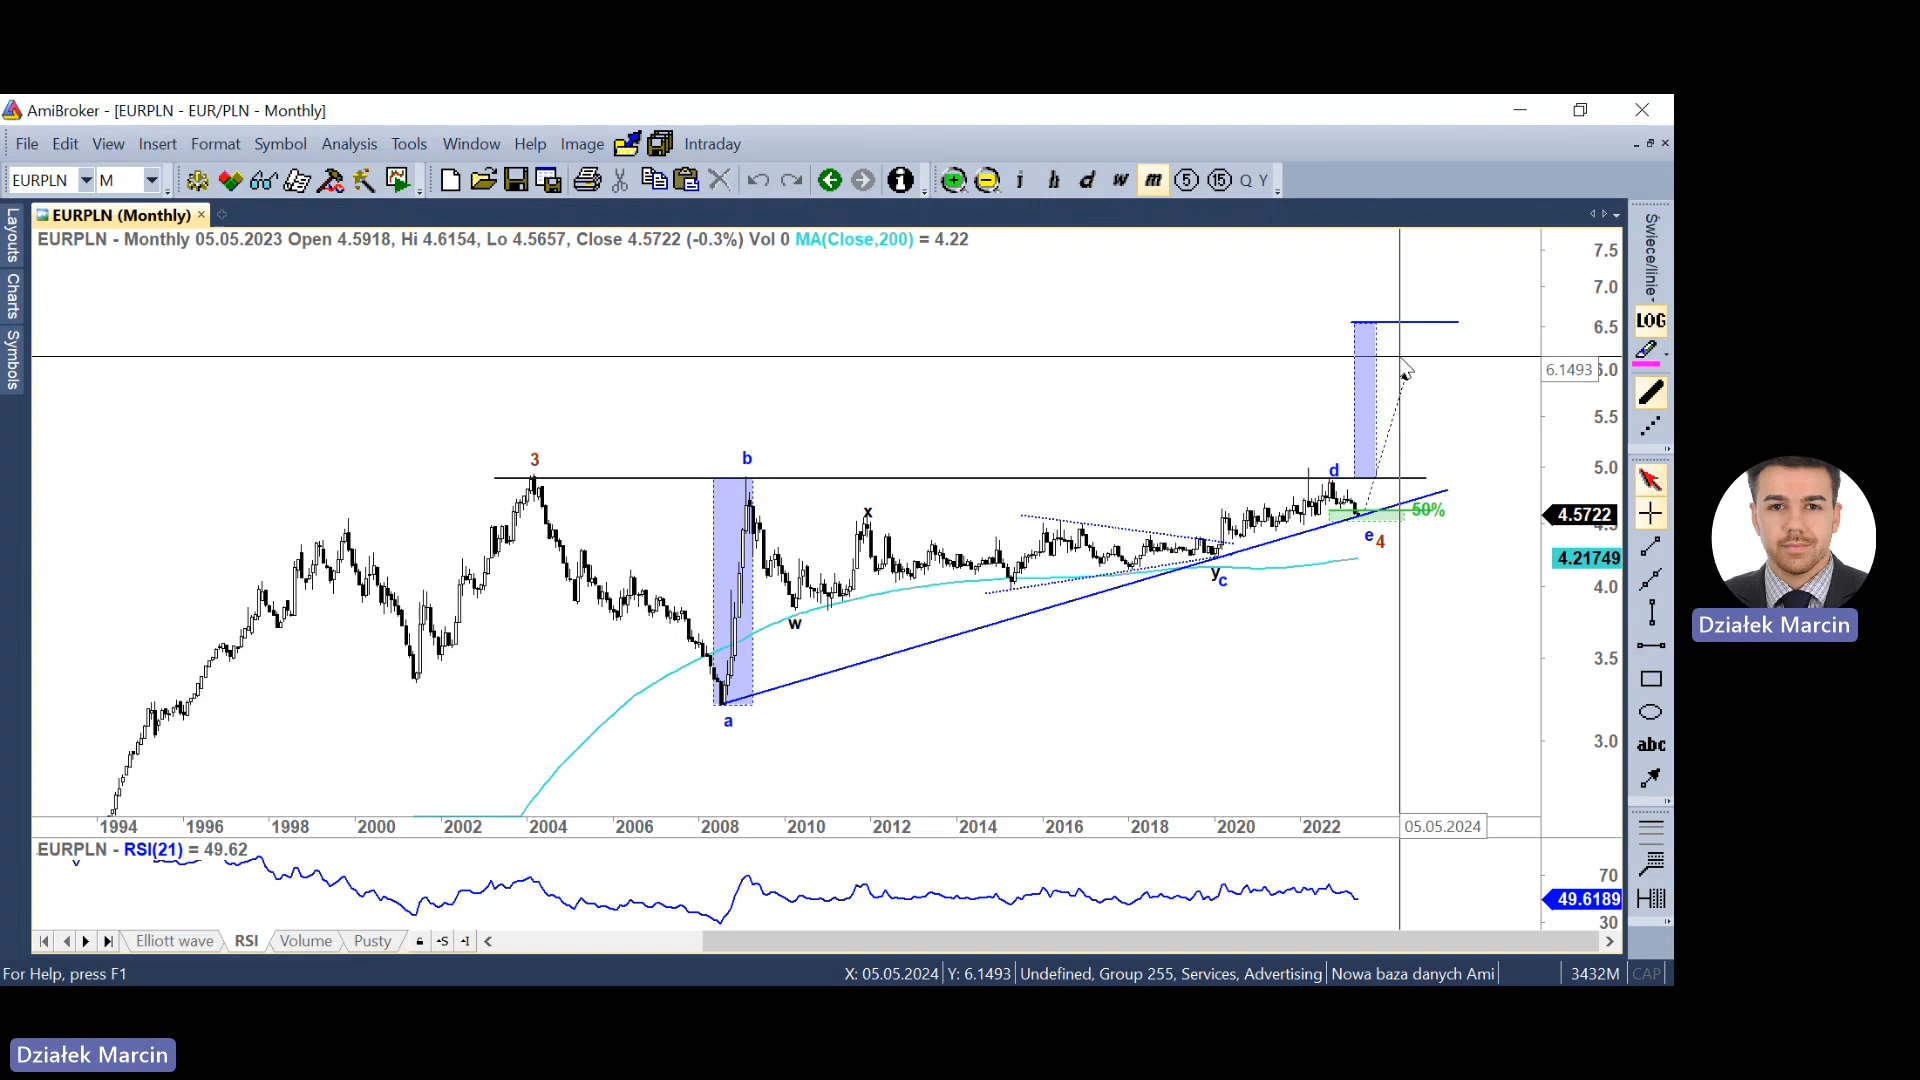 AmiBroker - [EURPLN - EUR/PLN - Monthly]
File Edit View Insert Format Symbol Analysis Tools Window Help Image Intraday
EURPLN M
i h d w m 5 15 Q Y
Layouts
Charts
Symbols
EURPLN (Monthly)
EURPLN - Monthly 05.05.2023 Open 4.5918, Hi 4.6154, Lo 4.5657, Close 4.5722 (-0.3%) Vol 0 MA(Close,200) = 4.22
7.5
7.0
6.5
6.1493
6.0
5.5
5.0
4.5722
4.5
4.21749
4.0
3.5
3.0
3
b
x
d
50%
e
4
y
c
w
a
1994 1996 1998 2000 2002 2004 2006 2008 2010 2012 2014 2016 2018 2020 2022 05.05.2024
EURPLN - RSI(21) = 49.62
70
49.6189
30
Elliott wave RSI Volume Pusty
For Help, press F1
X: 05.05.2024 Y: 6.1493 Undefined, Group 255, Services, Advertising Nowa baza danych Ami 3432M CAP
Świece/linie
LOG
abc
Działek Marcin
Działek Marcin